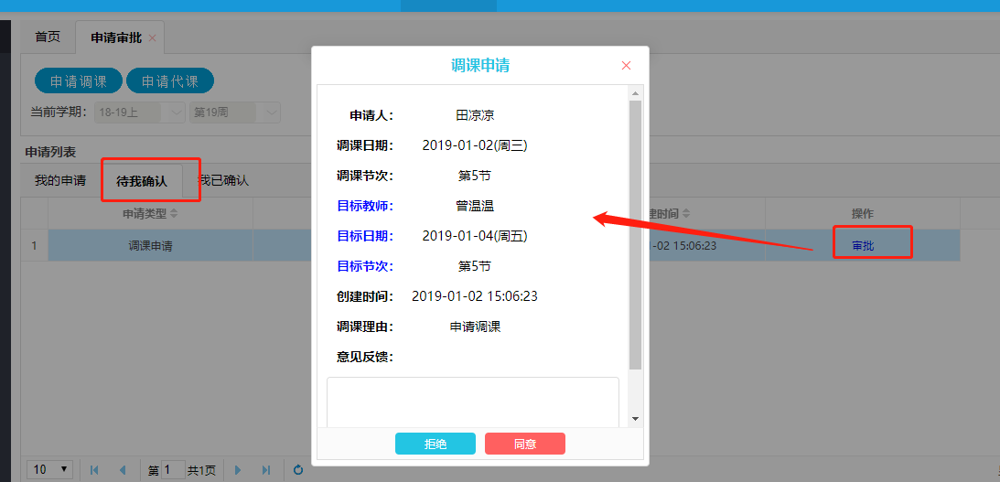 首页
申请审批
申请调课 申请代课
当前学期： 18-19上 第19周
申请列表
我的申请 待我确认 我已确认
申请类型 建时间 操作
1 调课申请 1-02 15:06:23 审批
10 第 1 共1页
调课申请
申请人： 田凉凉
调课日期： 2019-01-02(周三)
调课节次： 第5节
目标教师： 曾温温
目标日期： 2019-01-04(周五)
目标节次： 第5节
创建时间： 2019-01-02 15:06:23
调课理由： 申请调课
意见反馈：
拒绝 同意